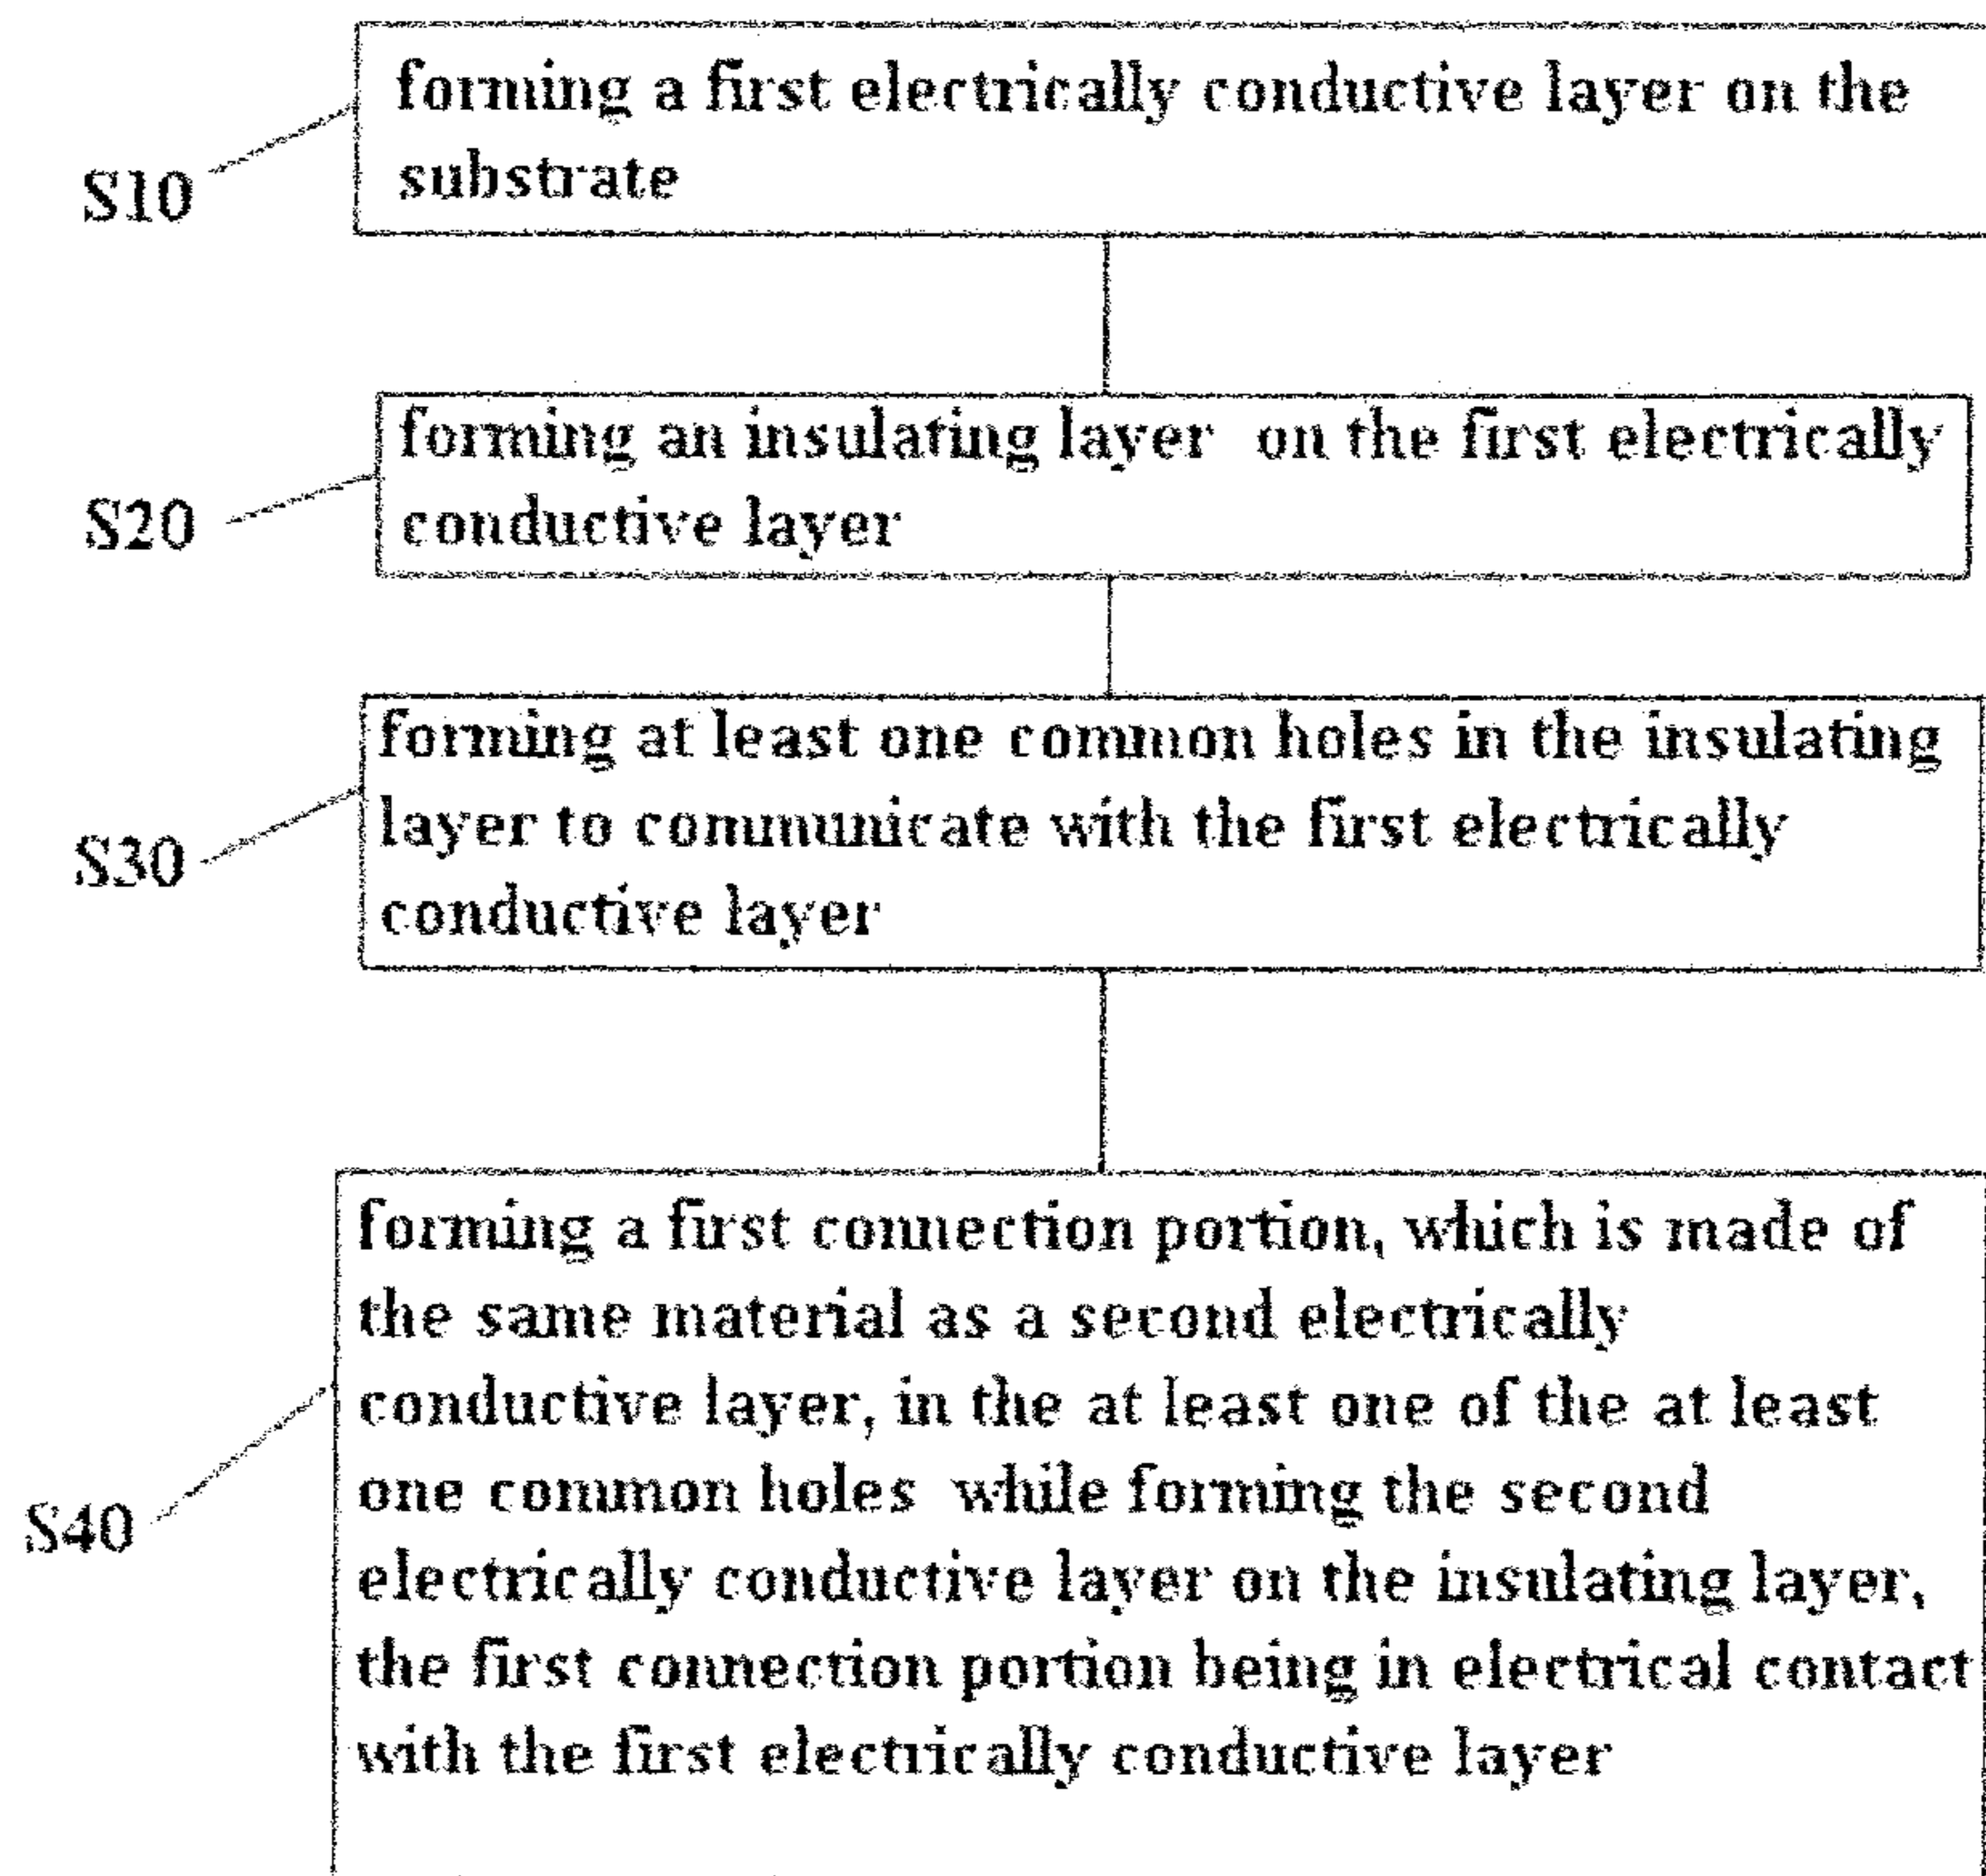 forming a first electrically conductive layer on the
substrate
S10
forming an insulating layer on the first electrically
conductive layer
S20
forming at least one common holes in the insulating
layer to communicate with the first electrically
conductive layer
S30
forming a first connection portion, which is made of
the same material as a second electrically
conductive layer, in the at least one of the at least
one common holes while forming the second
electrically conductive layer on the insulating layer,
the first connection portion being in electrical contact
with the first electrically conductive layer
S40